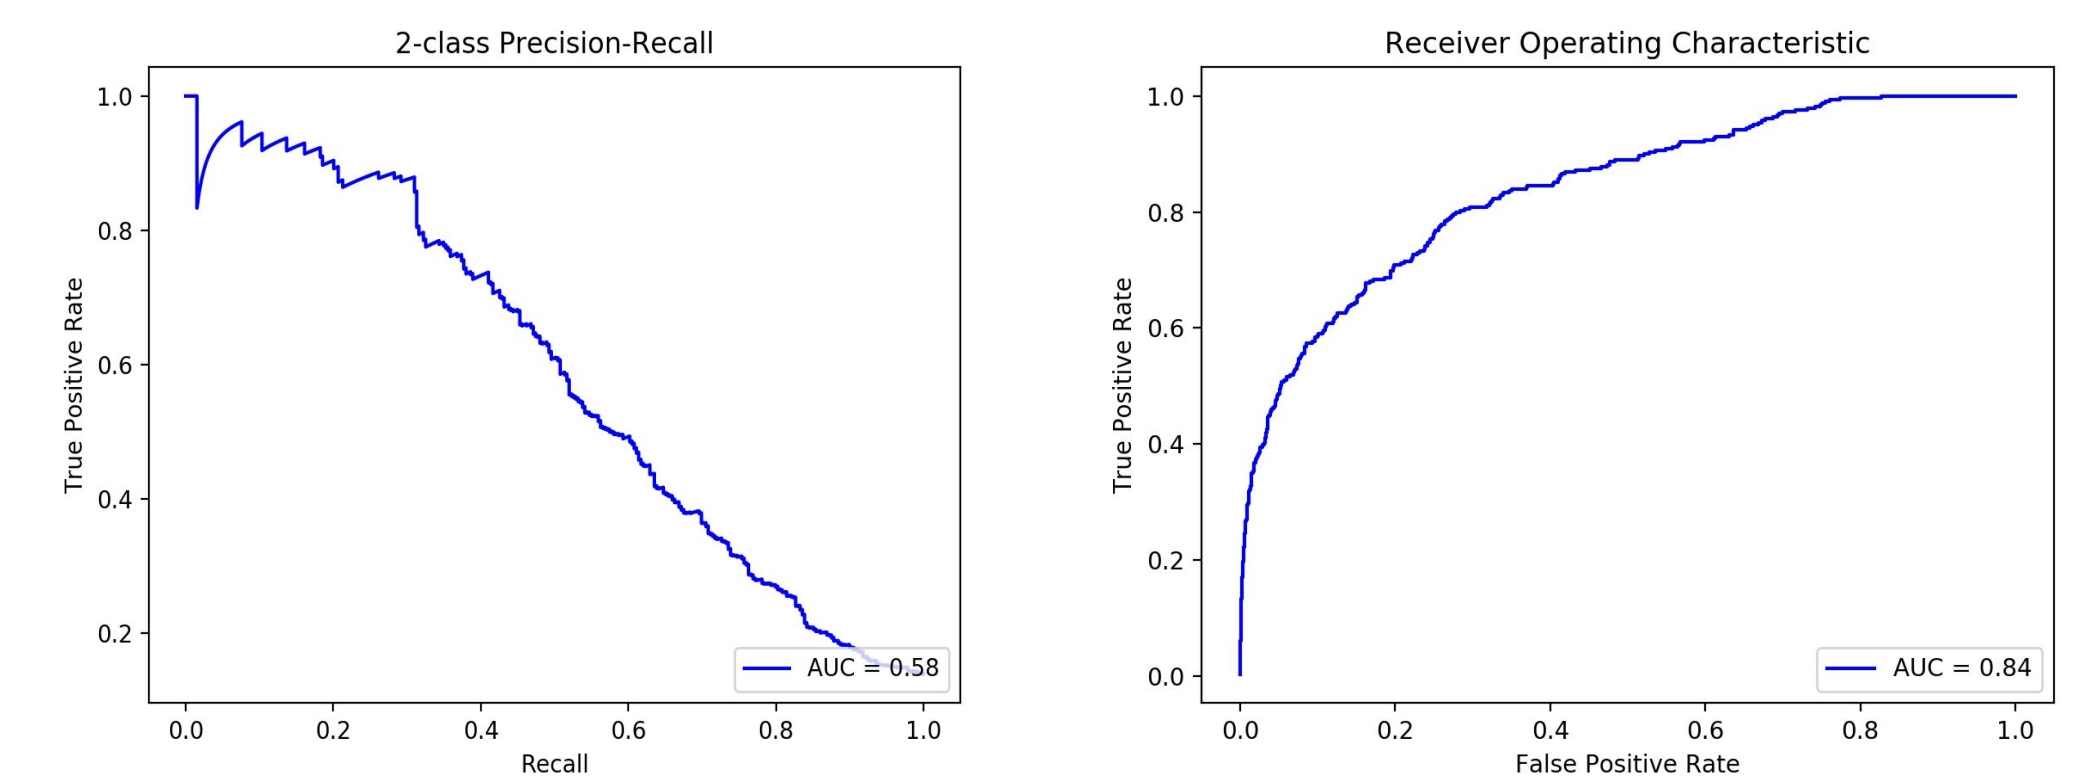 2-class Precision-Recall
True Positive Rate
1.0
0.8
0.6
0.4
0.2
0.0 0.2 0.4 0.6 0.8 1.0
Recall
AUC = 0.58
Receiver Operating Characteristic
True Positive Rate
1.0
0.8
0.6
0.4
0.2
0.0
0.0 0.2 0.4 0.6 0.8 1.0
False Positive Rate
AUC = 0.84